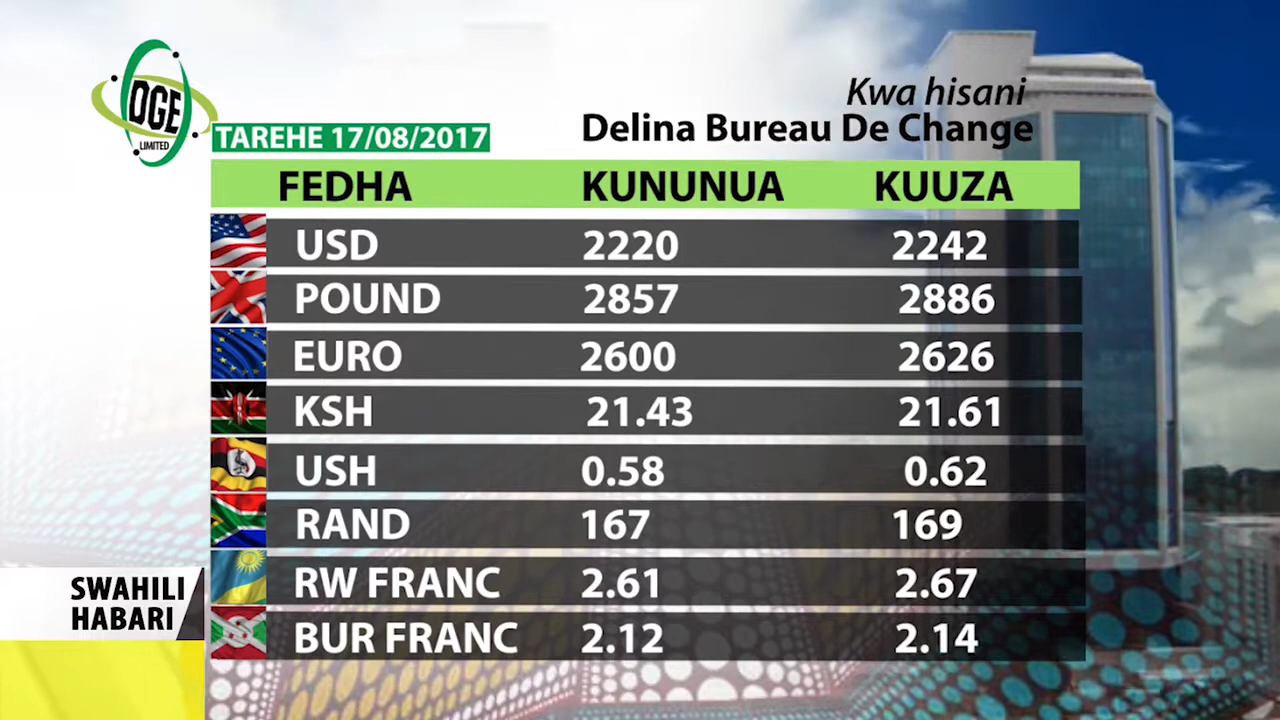 DGE
LIMITED
TAREHE 17/08/2017
Kwa hisani
Delina Bureau De Change
FEDHA KUNUNUA KUUZA
USD 2220 2242
POUND 2857 2886
EURO 2600 2626
KSH 21.43 21.61
USH 0.58 0.62
RAND 167 169
RW FRANC 2.61 2.67
BUR FRANC 2.12 2.14
SWAHILI
HABARI